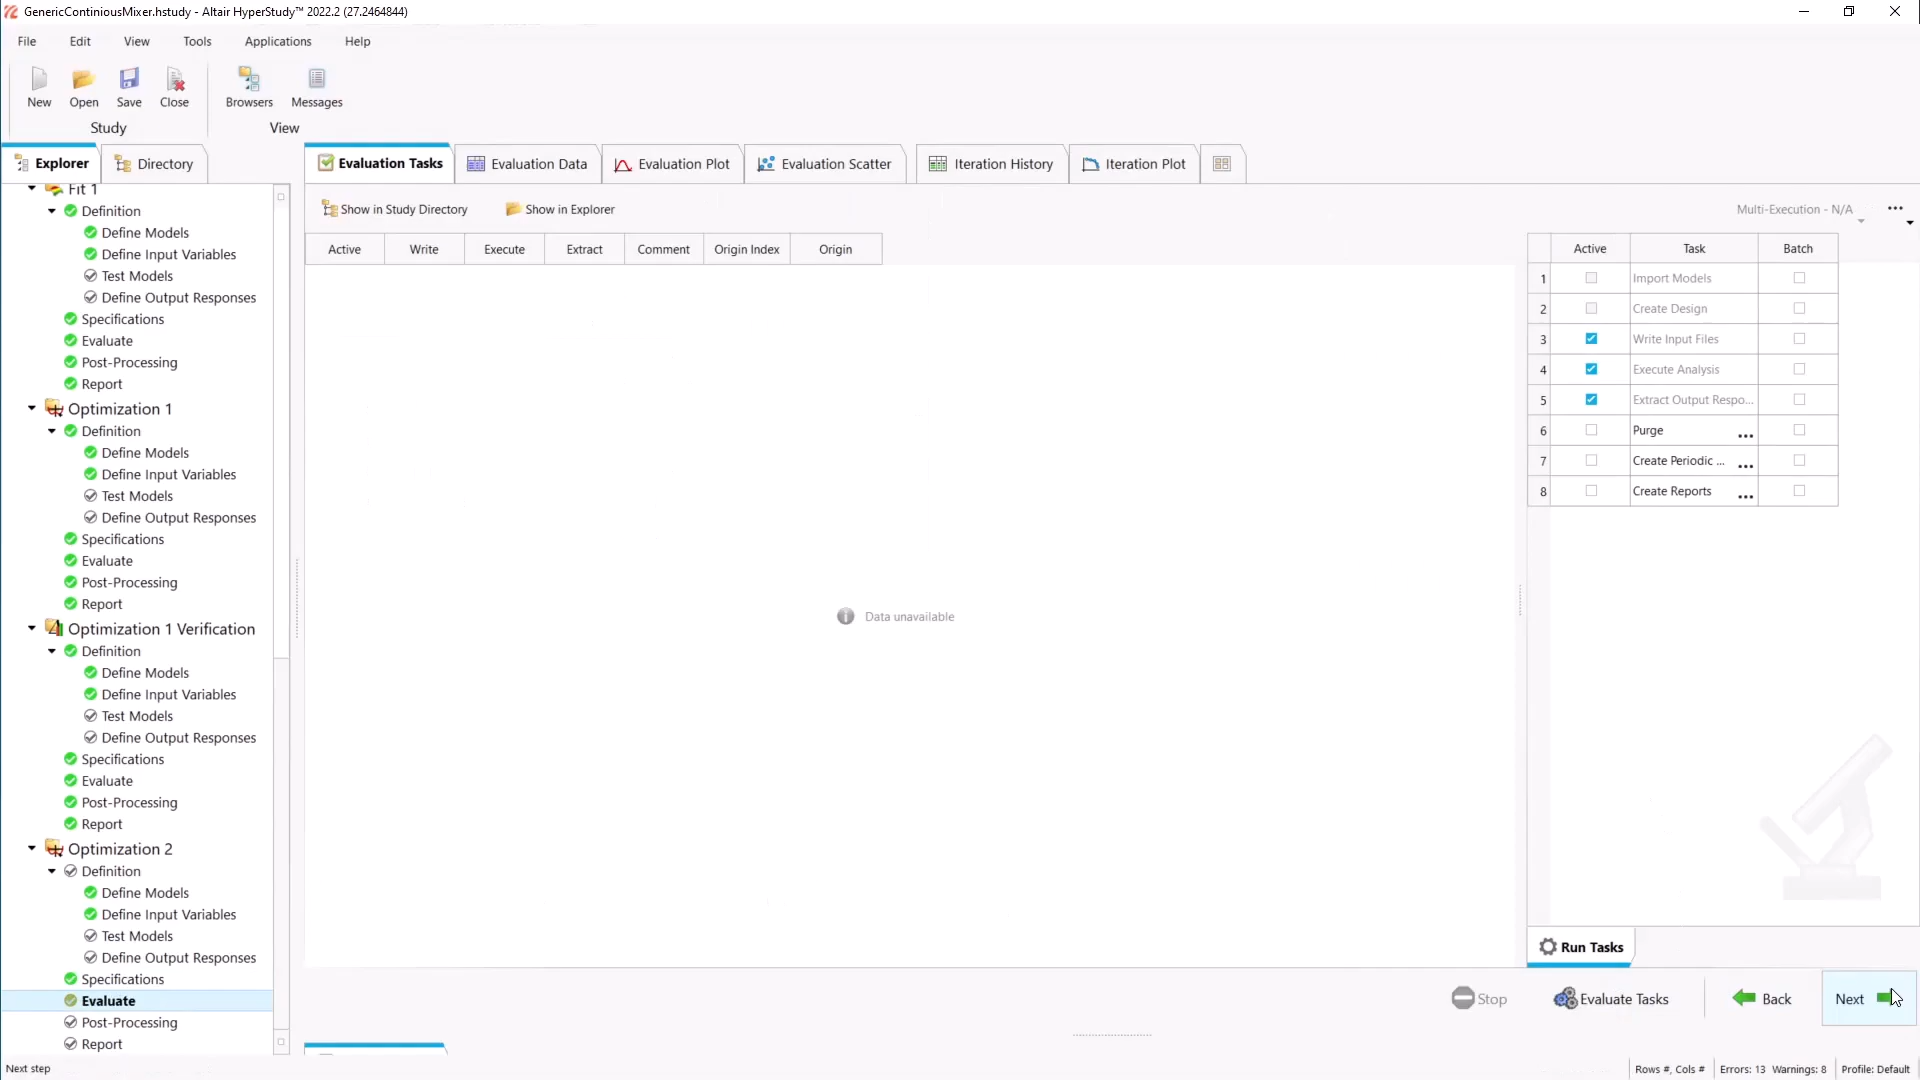 GenericContiniousMixer.hstudy - Altair HyperStudy™ 2022.2 (27.2464844)
File Edit View Tools Applications Help
New Open Save Close Browsers Messages
Study View
Explorer Directory
Evaluation Tasks Evaluation Data Evaluation Plot Evaluation Scatter Iteration History Iteration Plot
Show in Study Directory Show in Explorer Multi-Execution - N/A
Active Write Execute Extract Comment Origin Index Origin
Data unavailable
Fit 1
Definition
Define Models
Define Input Variables
Test Models
Define Output Responses
Specifications
Evaluate
Post-Processing
Report
Optimization 1
Definition
Define Models
Define Input Variables
Test Models
Define Output Responses
Specifications
Evaluate
Post-Processing
Report
Optimization 1 Verification
Definition
Define Models
Define Input Variables
Test Models
Define Output Responses
Specifications
Evaluate
Post-Processing
Report
Optimization 2
Definition
Define Models
Define Input Variables
Test Models
Define Output Responses
Specifications
Evaluate
Post-Processing
Report
Active Task Batch
1 Import Models
2 Create Design
3 Write Input Files
4 Execute Analysis
5 Extract Output Respo...
6 Purge ...
7 Create Periodic ... ...
8 Create Reports ...
Run Tasks
Stop Evaluate Tasks Back Next
Next step Rows #, Cols # Errors: 13 Warnings: 8 Profile: Default